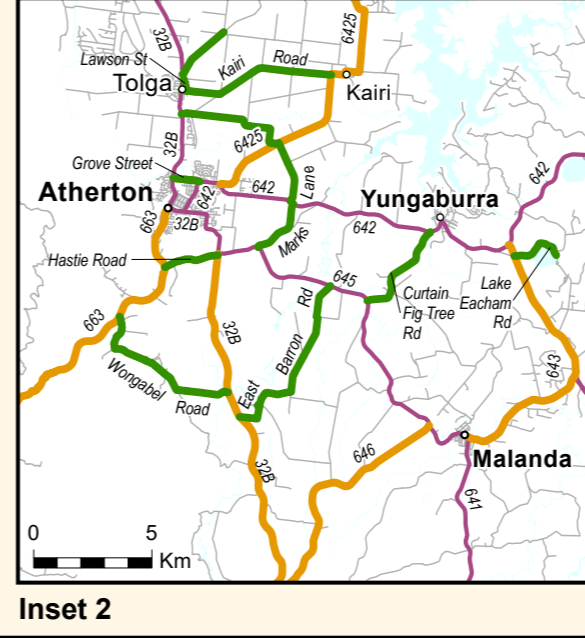 32B
6425
Lawson St
Kairi
Road
Tolga
Kairi
32B
6425
Grove Street
642
Lane
642
642
Atherton
Yungaburra
663
32B
642
Marks
Hastie Road
645
Rd
Curtain
Fig Tree
Rd
Lake
Eacham
Rd
663
32B
Barron
643
Wongabel
Road
East
646
Malanda
32B
641
0 5
Km
Inset 2